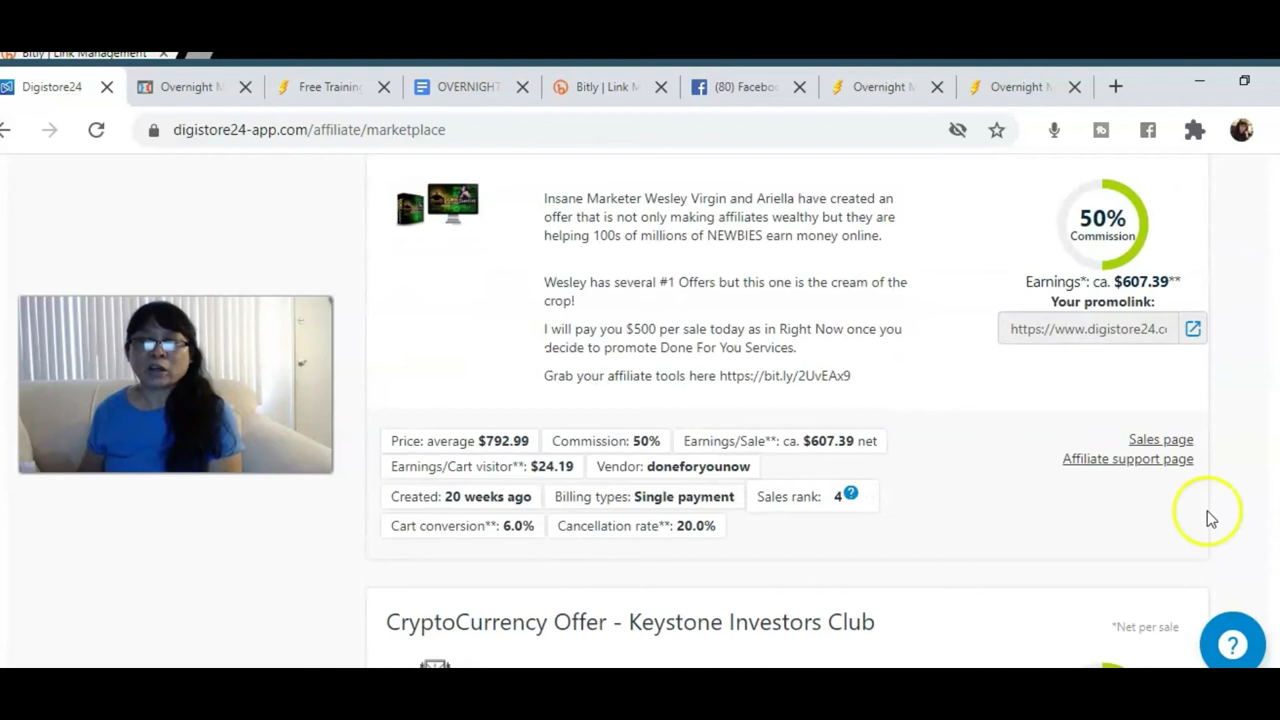 Bitly | Link Management
Digistore24
Overnight M
Free Training
OVERNIGHT
Bitly | Link M
(80) Faceboo
Overnight M
Overnight M
digistore24-app.com/affiliate/marketplace
Insane Marketer Wesley Virgin and Ariella have created an
offer that is not only making affiliates wealthy but they are
helping 100s of millions of NEWBIES earn money online.
Wesley has several #1 Offers but this one is the cream of the
crop!
I will pay you $500 per sale today as in Right Now once you
decide to promote Done For You Services.
Grab your affiliate tools here https://bit.ly/2UvEAx9
50%
Commission
Earnings*: ca. $607.39**
Your promolink:
https://www.digistore24.co
Price: average $792.99
Commission: 50%
Earnings/Sale**: ca. $607.39 net
Earnings/Cart visitor**: $24.19
Vendor: doneforyounow
Created: 20 weeks ago
Billing types: Single payment
Sales rank: 4 ?
Cart conversion**: 6.0%
Cancellation rate**: 20.0%
Sales page
Affiliate support page
CryptoCurrency Offer - Keystone Investors Club
*Net per sale
?